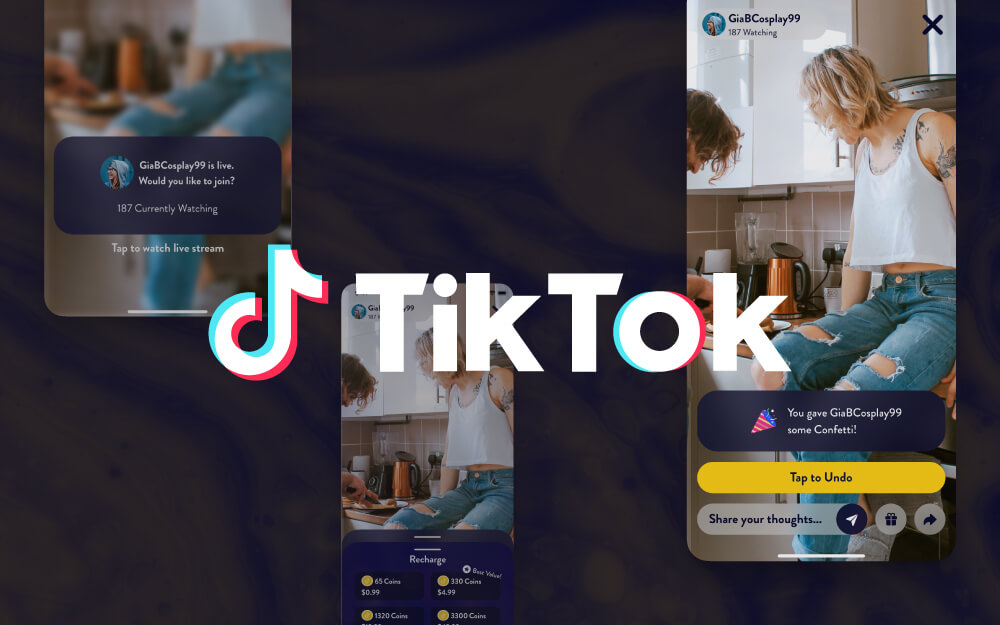 GiaBCosplay99 is live.
Would you like to join?
187 Currently Watching
Tap to watch live stream
TikTok
GiaBCosplay99
187
Recharge
Best Value!
65 Coins
$0.99
330 Coins
$4.99
1320 Coins
3300 Coins
GiaBCosplay99
187 Watching
You gave GiaBCosplay99
some Confetti!
Tap to Undo
Share your thoughts...